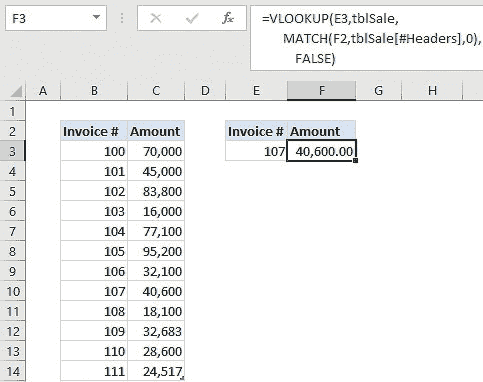 F3
fx
=VLOOKUP(E3,tblSale,
MATCH(F2,tblSale[#Headers],0),
FALSE)
A B C D E F G H
1
2 Invoice # Amount Invoice # Amount
3 100 70,000 107 40,600.00
4 101 45,000
5 102 83,800
6 103 16,000
7 104 77,100
8 105 95,200
9 106 32,100
10 107 40,600
11 108 18,100
12 109 32,683
13 110 28,600
14 111 24,517